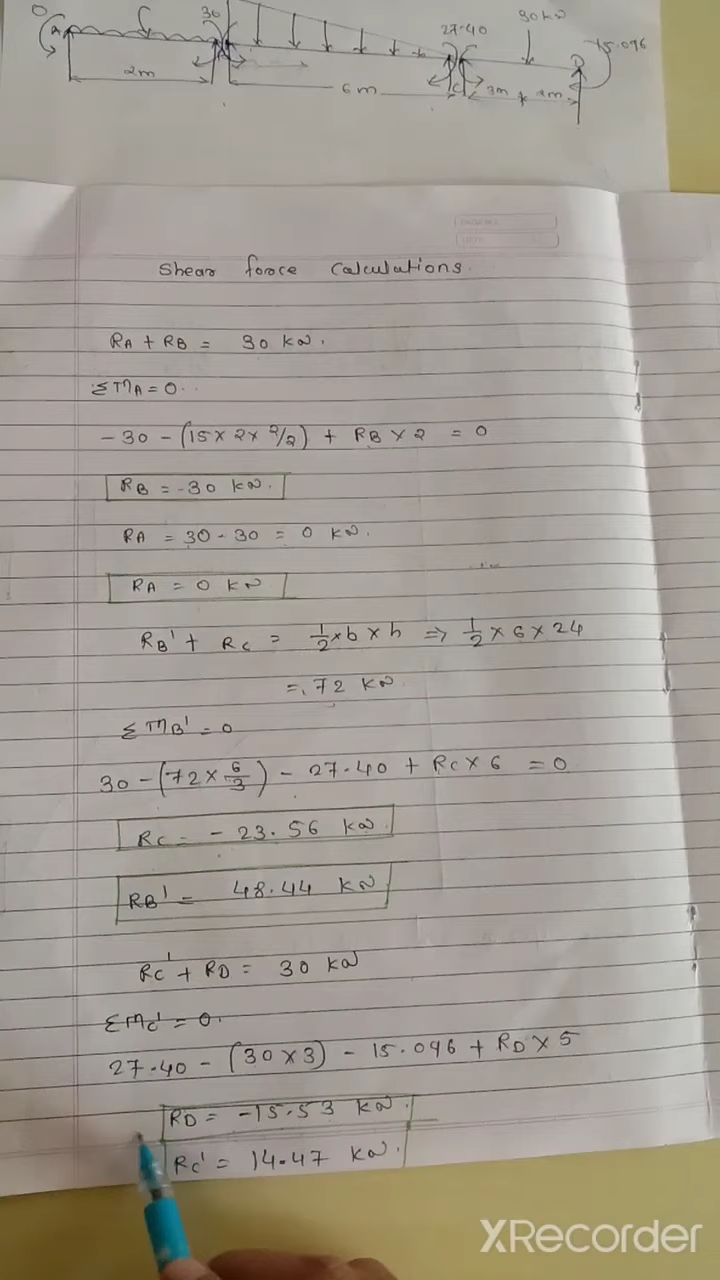 0 30 27.40 30 kN 15.096
A D
2m 6m C 3m 2m
Shear force Calculations.
RA + RB = 30 kN.
ΣMA = 0.
- 30 - (15 × 2 × 2/2) + RB × 2 = 0
RB = -30 kN.
RA = 30 - 30 = 0 kN.
RA = 0 kN
RB' + RC = 1/2 × b × h => 1/2 × 6 × 24
= 72 kN
ΣMB' = 0
30 - (72 × 6/3) - 27.40 + RC × 6 = 0
RC = - 23.56 kN
RB' = 48.44 kN
RC' + RD = 30 kN
ΣMC' = 0.
27.40 - (30 × 3) - 15.096 + RD × 5
RD = -15.53 kN.
RC' = 14.47 kN.
XRecorder